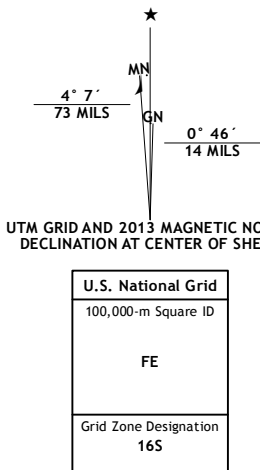 ★
MN
4° 7´
73 MILS
GN
0° 46´
14 MILS
UTM GRID AND 2013 MAGNETIC NO
DECLINATION AT CENTER OF SHE
U.S. National Grid
100,000-m Square ID
FE
Grid Zone Designation
16S